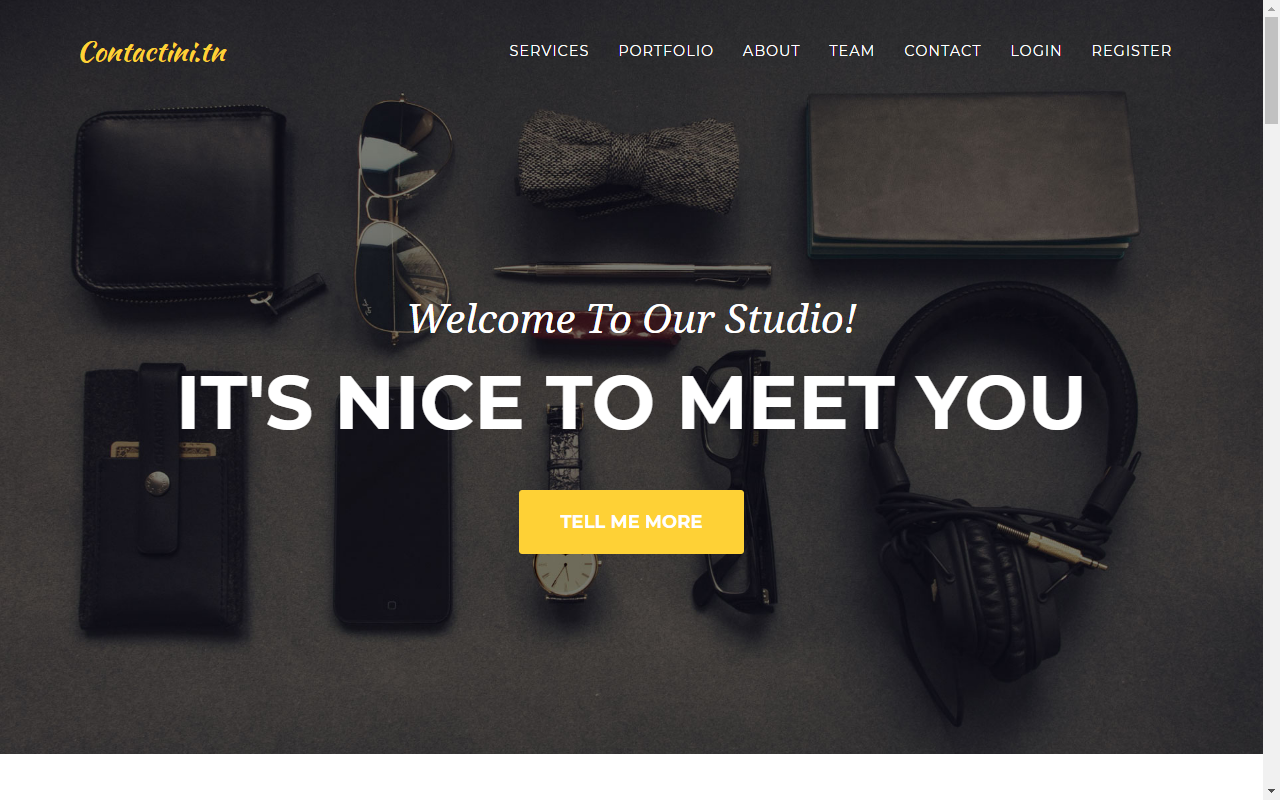 Contactini.tn
SERVICES PORTFOLIO ABOUT TEAM CONTACT LOGIN REGISTER
Welcome To Our Studio!
IT'S NICE TO MEET YOU
TELL ME MORE